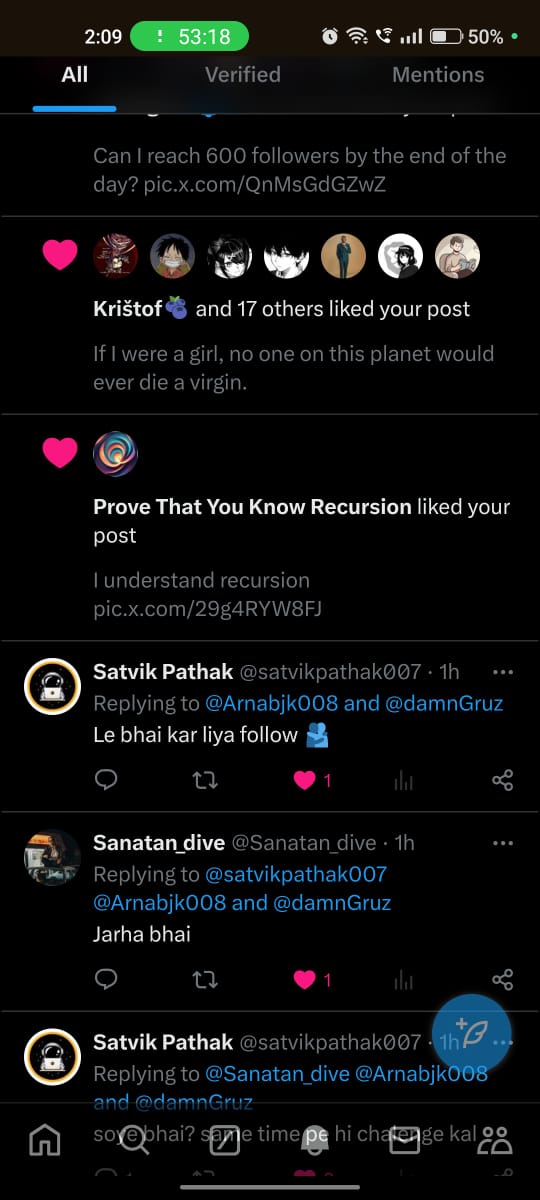 2:09 53:18 50%
All Verified Mentions
Can I reach 600 followers by the end of the
day? pic.x.com/QnMsGdGZwZ
Krištof🫐 and 17 others liked your post
If I were a girl, no one on this planet would
ever die a virgin.
Prove That You Know Recursion liked your
post
I understand recursion
pic.x.com/29g4RYW8FJ
Satvik Pathak @satvikpathak007 · 1h
Replying to @Arnabjk008 and @damnGruz
Le bhai kar liya follow 🫂
1
Sanatan_dive @Sanatan_dive · 1h
Replying to @satvikpathak007
@Arnabjk008 and @damnGruz
Jarha bhai
1
Satvik Pathak @satvikpathak007 · 1h
Replying to @Sanatan_dive @Arnabjk008
and @damnGruz
soye bhai? same time pe hi chalenge kal